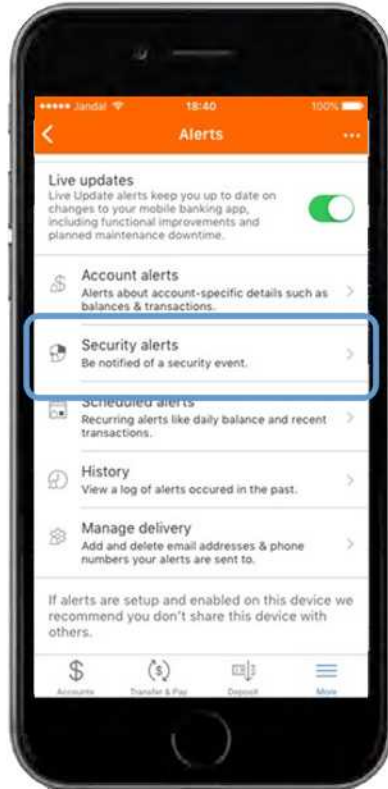 Jandal 18:40 100%
Alerts
Live updates
Live Update alerts keep you up to date on
changes to your mobile banking app,
including functional improvements and
planned maintenance downtime.
Account alerts
Alerts about account-specific details such as
balances & transactions.
Security alerts
Be notified of a security event.
Scheduled alerts
Recurring alerts like daily balance and recent
transactions.
History
View a log of alerts occured in the past.
Manage delivery
Add and delete email addresses & phone
numbers your alerts are sent to.
If alerts are setup and enabled on this device we
recommend you don't share this device with
others.
Accounts Transfer & Pay Deposit More